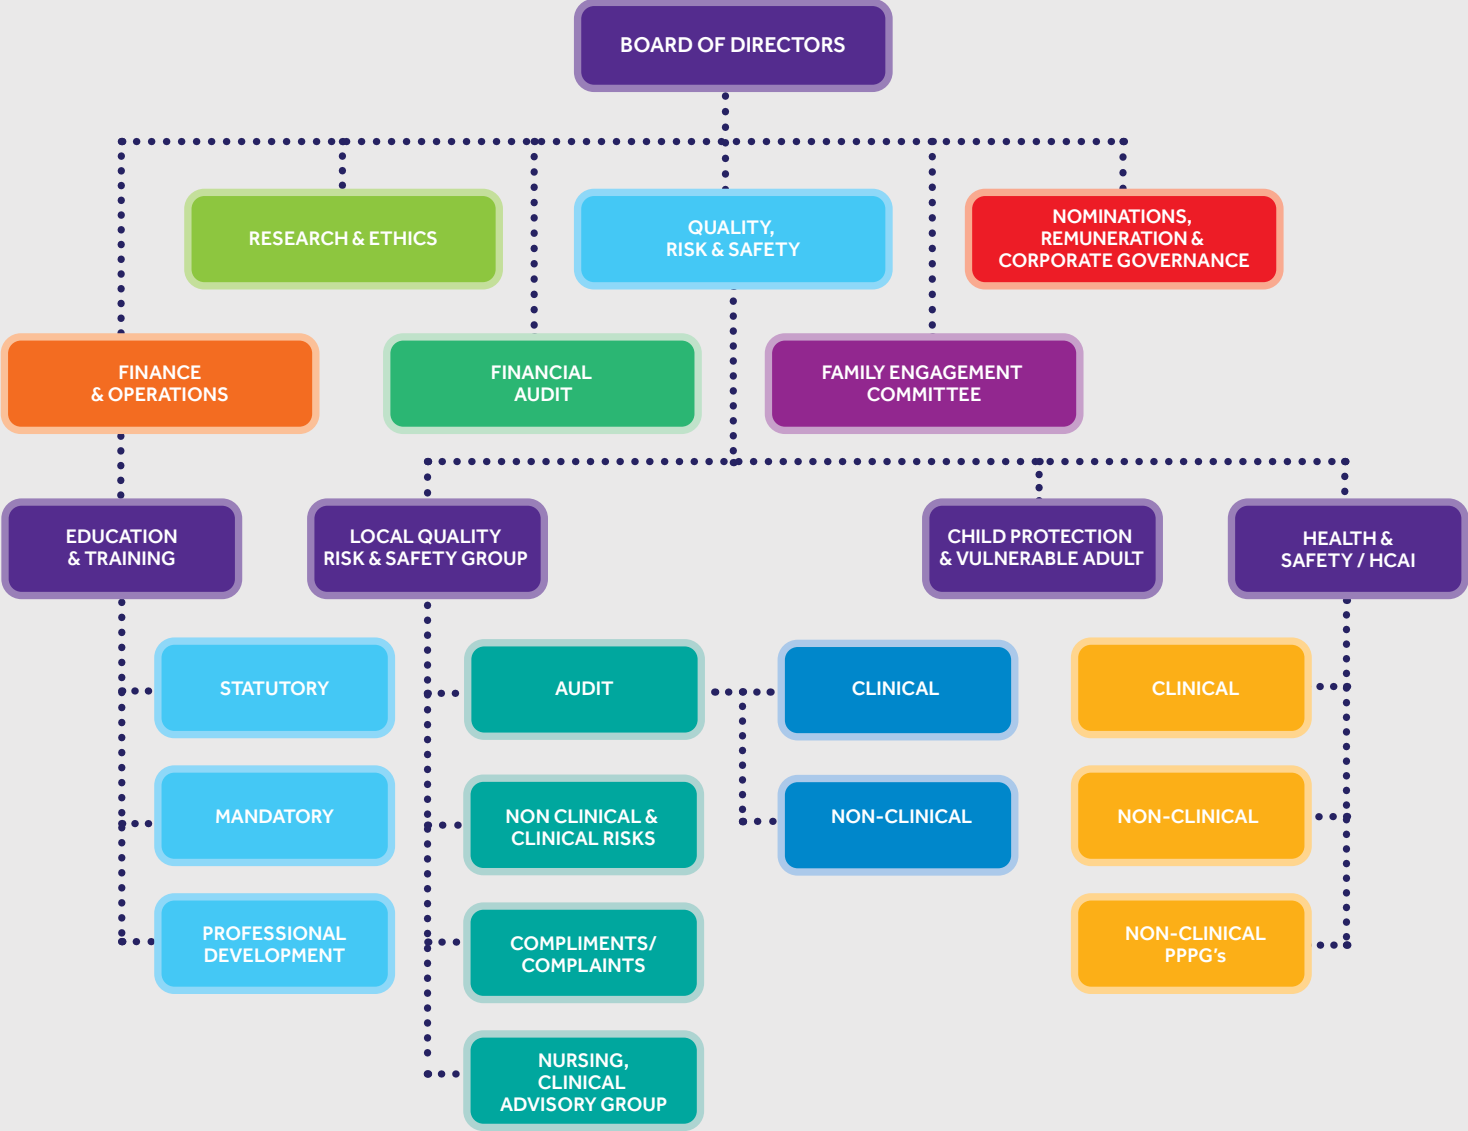 BOARD OF DIRECTORS
RESEARCH & ETHICS
QUALITY,
RISK & SAFETY
NOMINATIONS,
REMUNERATION &
CORPORATE GOVERNANCE
FINANCE
& OPERATIONS
FINANCIAL
AUDIT
FAMILY ENGAGEMENT
COMMITTEE
EDUCATION
& TRAINING
LOCAL QUALITY
RISK & SAFETY GROUP
CHILD PROTECTION
& VULNERABLE ADULT
HEALTH &
SAFETY / HCAI
STATUTORY
AUDIT
CLINICAL
CLINICAL
MANDATORY
NON CLINICAL &
CLINICAL RISKS
NON-CLINICAL
NON-CLINICAL
PROFESSIONAL
DEVELOPMENT
COMPLIMENTS/
COMPLAINTS
NON-CLINICAL
PPPG's
NURSING,
CLINICAL
ADVISORY GROUP